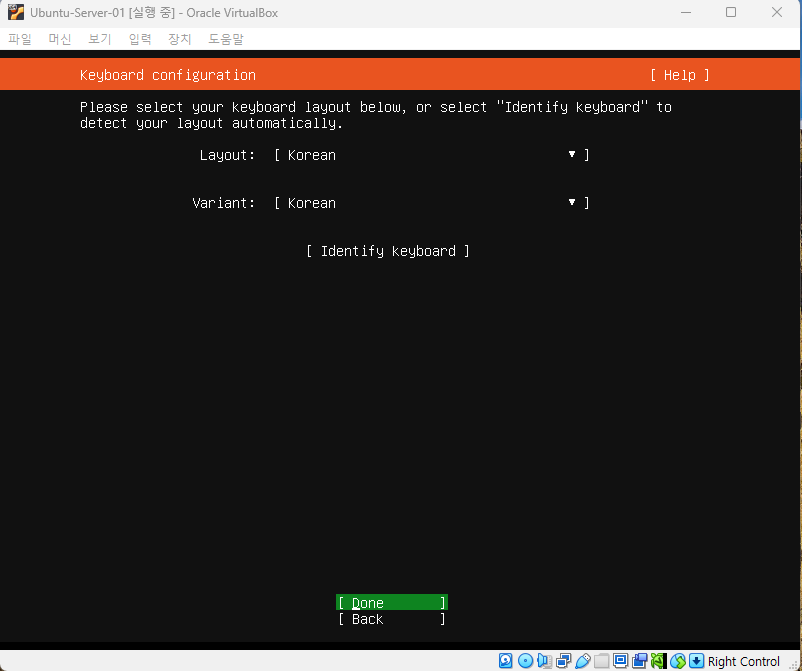 Ubuntu-Server-01 [실행 중] - Oracle VirtualBox
파일 머신 보기 입력 장치 도움말
Keyboard configuration [ Help ]
Please select your keyboard layout below, or select "Identify keyboard" to
detect your layout automatically.
Layout: [ Korean ▼ ]
Variant: [ Korean ▼ ]
[ Identify keyboard ]
[ Done ]
[ Back ]
Right Control